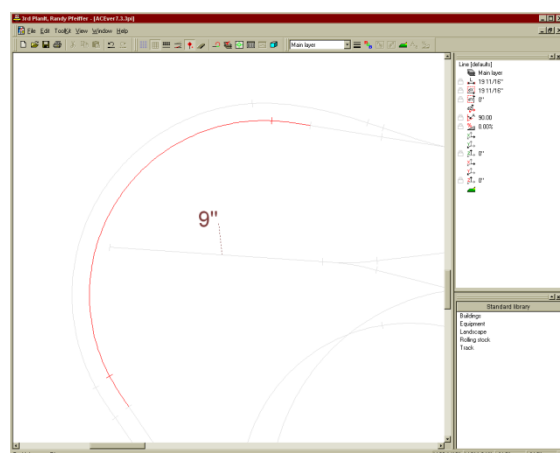 3rd PlanIt, Randy Pfeiffer - [ACEver7.3.3pl]
File Edit ToolKit View Window Help
Main layer
Line [defaults]
Main layer
19 11/16"
19 11/16"
0"
90.00
0.00%
0"
0"
9"
Standard library
Buildings
Equipment
Landscape
Rolling stock
Track